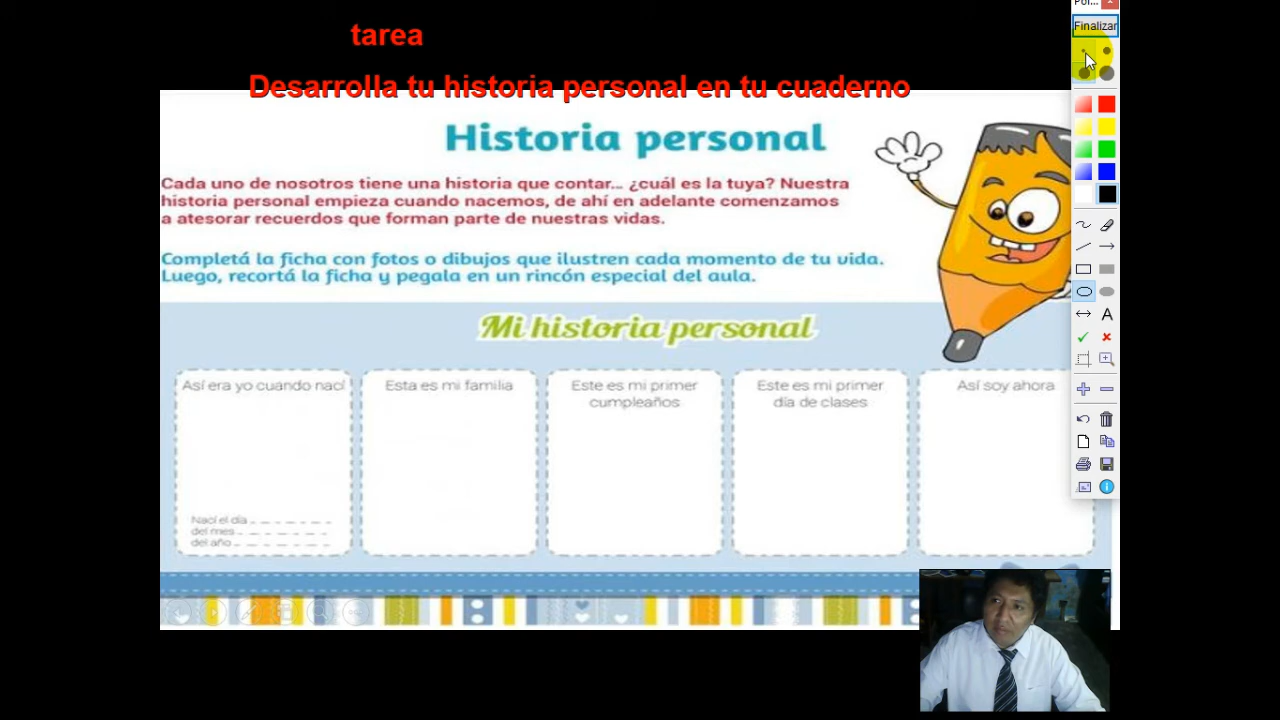 tarea
Desarrolla tu historia personal en tu cuaderno
Historia personal
Cada uno de nosotros tiene una historia que contar... ¿cuál es la tuya? Nuestra
historia personal empieza cuando nacemos, de ahí en adelante comenzamos
a atesorar recuerdos que forman parte de nuestras vidas.
Completá la ficha con fotos o dibujos que ilustren cada momento de tu vida.
Luego, recortá la ficha y pegala en un rincón especial del aula.
Mi historia personal
Así era yo cuando nací
Nací el día
del mes
del año
Esta es mi familia
Este es mi primer
cumpleaños
Este es mi primer
día de clases
Así soy ahora
Finalizar
A